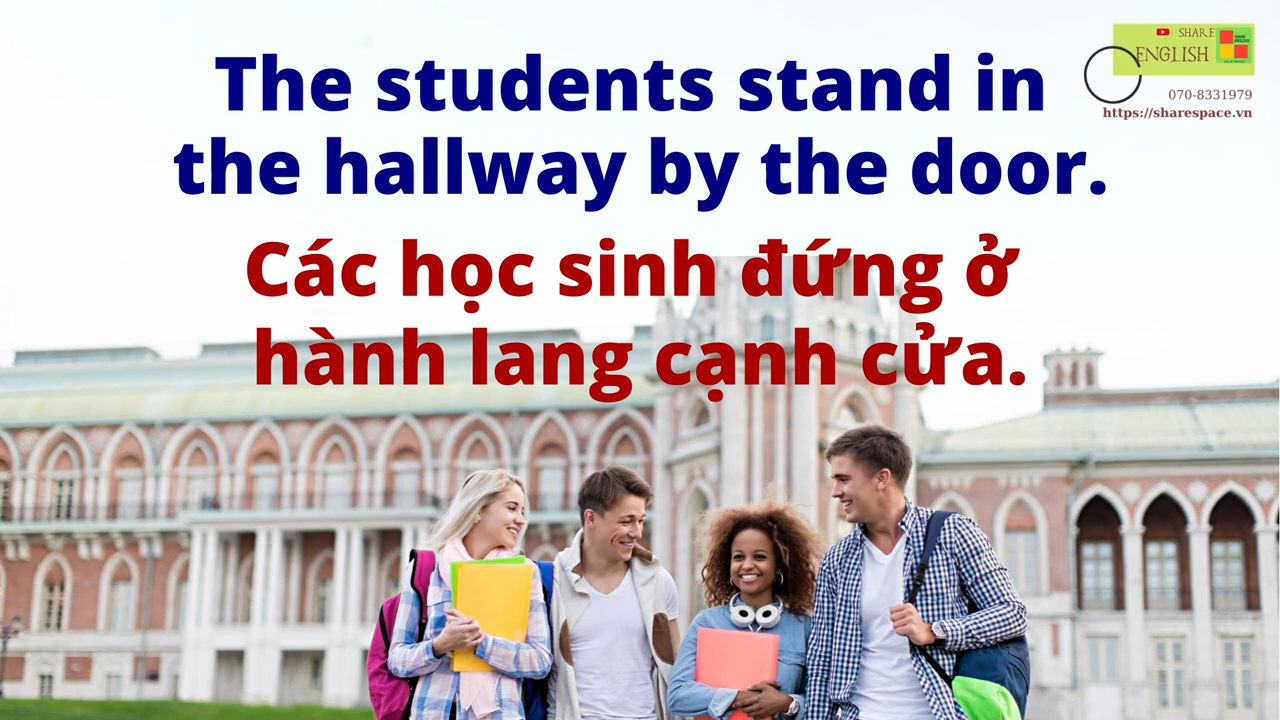 The students stand in
the hallway by the door.
Các học sinh đứng ở
hành lang cạnh cửa.
SHARE
ENGLISH
070-8331979
https://sharespace.vn